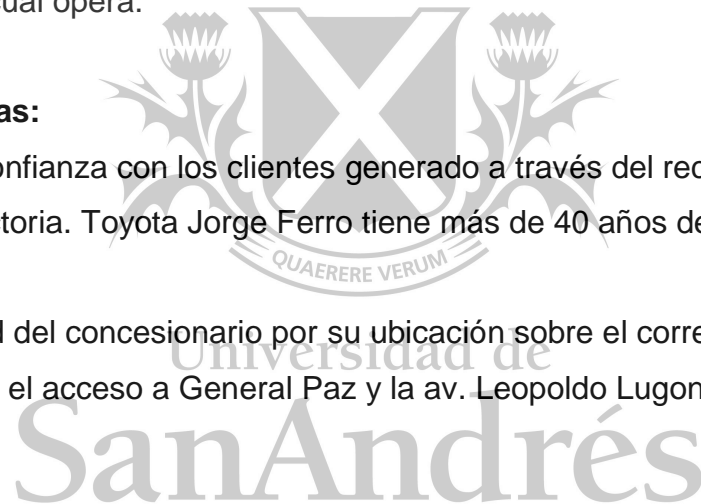 cual opera.
as:
onfianza con los clientes generado a través del rec
ctoria. Toyota Jorge Ferro tiene más de 40 años de
QUAERERE VERUM
d del concesionario por su ubicación sobre el corre
Universidad de
el acceso a General Paz y la av. Leopoldo Lugon
SanAndrés